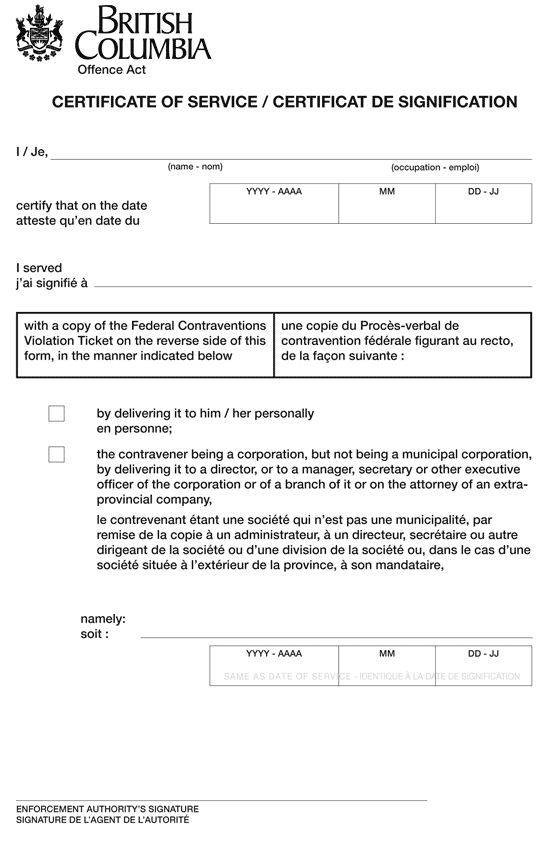 BRITISH
COLUMBIA
Offence Act
CERTIFICATE OF SERVICE / CERTIFICAT DE SIGNIFICATION
I / Je,
(name - nom) (occupation - emploi)
YYYY - AAAA MM DD - JJ
certify that on the date
atteste qu'en date du
I served
j'ai signifié à
with a copy of the Federal Contraventions
Violation Ticket on the reverse side of this
form, in the manner indicated below
une copie du Procès-verbal de
contravention fédérale figurant au recto,
de la façon suivante :
by delivering it to him / her personally
en personne;
the contravener being a corporation, but not being a municipal corporation,
by delivering it to a director, or to a manager, secretary or other executive
officer of the corporation or of a branch of it or on the attorney of an extra-
provincial company,
le contrevenant étant une société qui n'est pas une municipalité, par
remise de la copie à un administrateur, à un directeur, secrétaire ou autre
dirigeant de la société ou d'une division de la société ou, dans le cas d'une
société située à l'extérieur de la province, à son mandataire,
namely:
soit :
YYYY - AAAA MM DD - JJ
SAME AS DATE OF SERVICE - IDENTIQUE À LA DATE DE SIGNIFICATION
ENFORCEMENT AUTHORITY'S SIGNATURE
SIGNATURE DE L'AGENT DE L'AUTORITÉ